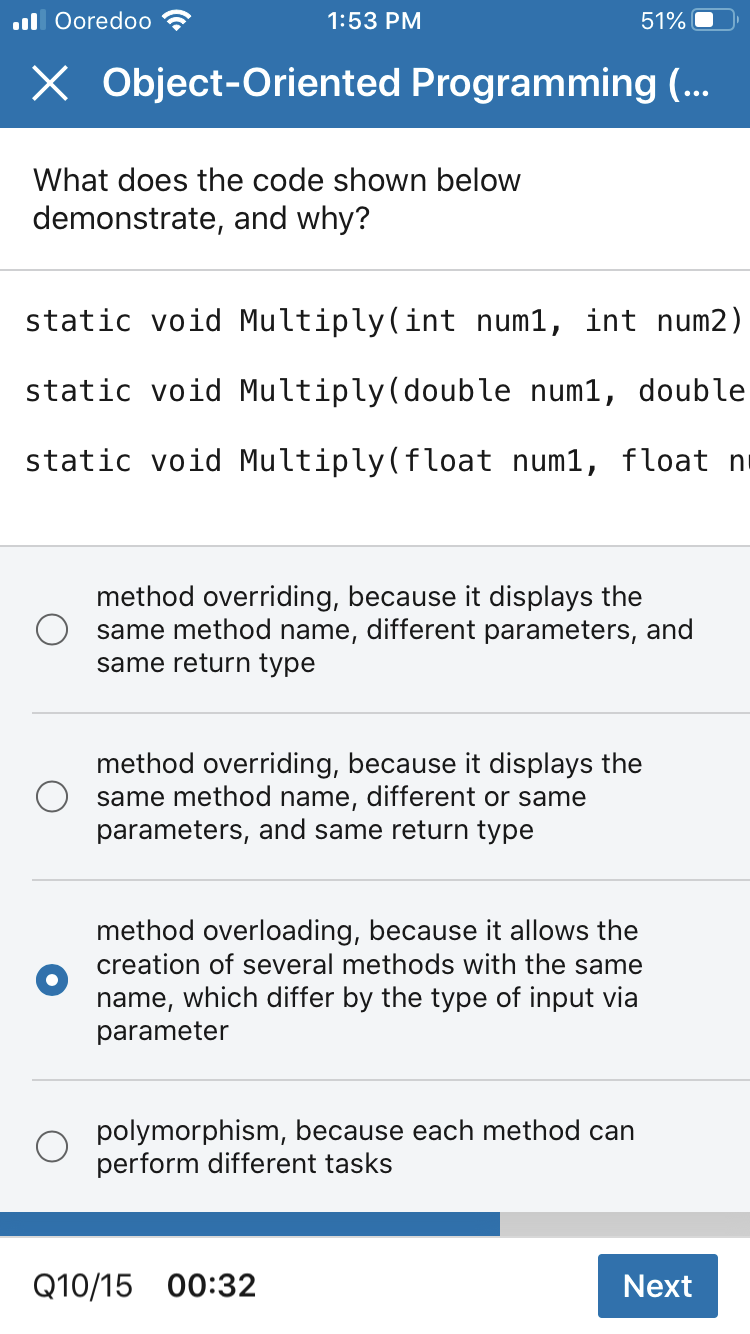 Ooredoo 1:53 PM 51%
Object-Oriented Programming (...
What does the code shown below
demonstrate, and why?
static void Multiply(int num1, int num2)
static void Multiply(double num1, double
static void Multiply(float num1, float nu
method overriding, because it displays the
same method name, different parameters, and
same return type
method overriding, because it displays the
same method name, different or same
parameters, and same return type
method overloading, because it allows the
creation of several methods with the same
name, which differ by the type of input via
parameter
polymorphism, because each method can
perform different tasks
Q10/15 00:32 Next